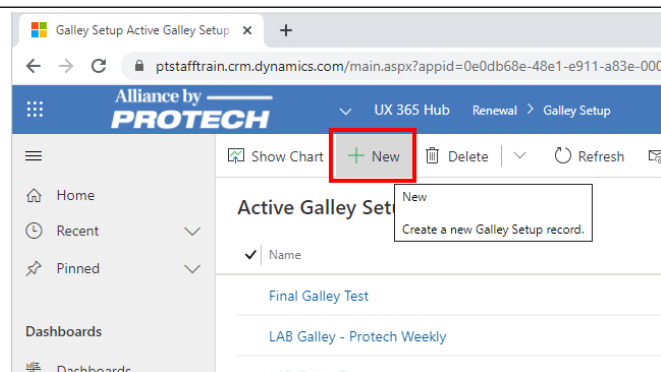 Galley Setup Active Galley Setup
ptstafftrain.crm.dynamics.com/main.aspx?appid=0e0db68e-48e1-e911-a83e-000
Alliance by
PROTECH
UX 365 Hub Renewal > Galley Setup
Show Chart + New Delete Refresh
New
Create a new Galley Setup record.
Home
Recent
Pinned
Active Galley Set
Name
Final Galley Test
LAB Galley - Protech Weekly
Dashboards
Dashboards